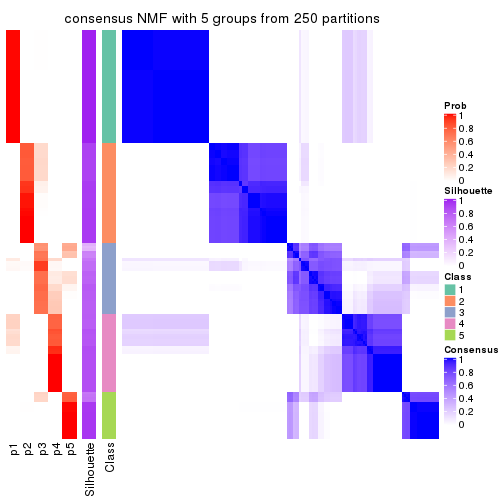 consensus NMF with 5 groups from 250 partitions
Prob
1
0.8
0.6
0.4
0.2
0
Silhouette
1
0.8
0.6
0.4
0.2
0
Class
1
2
3
4
5
Consensus
1
0.8
0.6
0.4
0.2
0
p1
p2
p3
p4
p5
Silhouette
Class